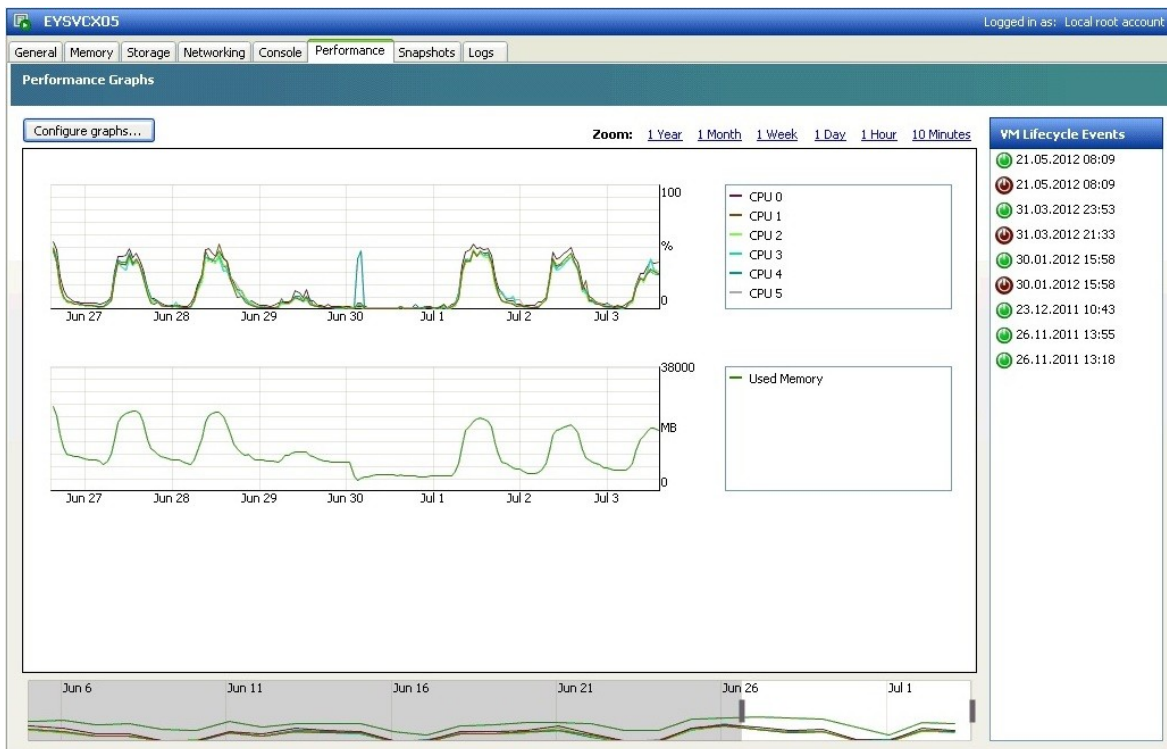 EYSVCX05 Logged in as: Local root account
General Memory Storage Networking Console Performance Snapshots Logs
Performance Graphs
Configure graphs...
Zoom: 1 Year 1 Month 1 Week 1 Day 1 Hour 10 Minutes
100
%
0
Jun 27 Jun 28 Jun 29 Jun 30 Jul 1 Jul 2 Jul 3
CPU 0
CPU 1
CPU 2
CPU 3
CPU 4
CPU 5
38000
MB
0
Jun 27 Jun 28 Jun 29 Jun 30 Jul 1 Jul 2 Jul 3
Used Memory
Jun 6 Jun 11 Jun 16 Jun 21 Jun 26 Jul 1
VM Lifecycle Events
21.05.2012 08:09
21.05.2012 08:09
31.03.2012 23:53
31.03.2012 21:33
30.01.2012 15:58
30.01.2012 15:58
23.12.2011 10:43
26.11.2011 13:55
26.11.2011 13:18